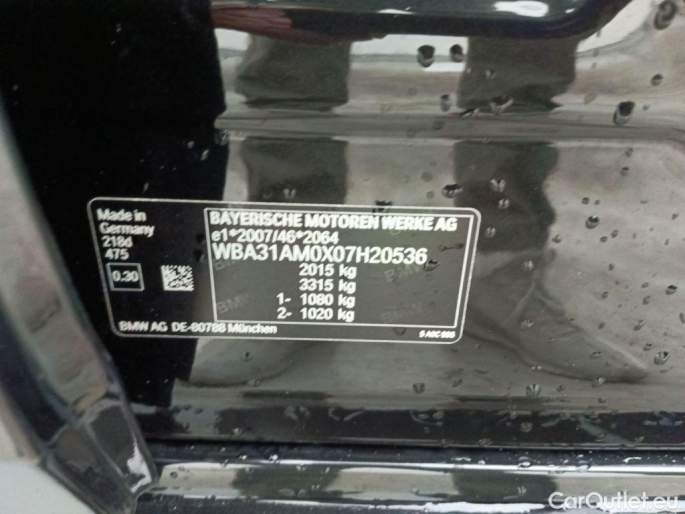 Made in
Germany
218d
475
0.30
BAYERISCHE MOTOREN WERKE AG
e1*2007/46*2064
WBA31AM0X07H20536
2015 kg
3315 kg
1- 1080 kg
2- 1020 kg
BMW AG DE-80788 München
CarOutlet.eu